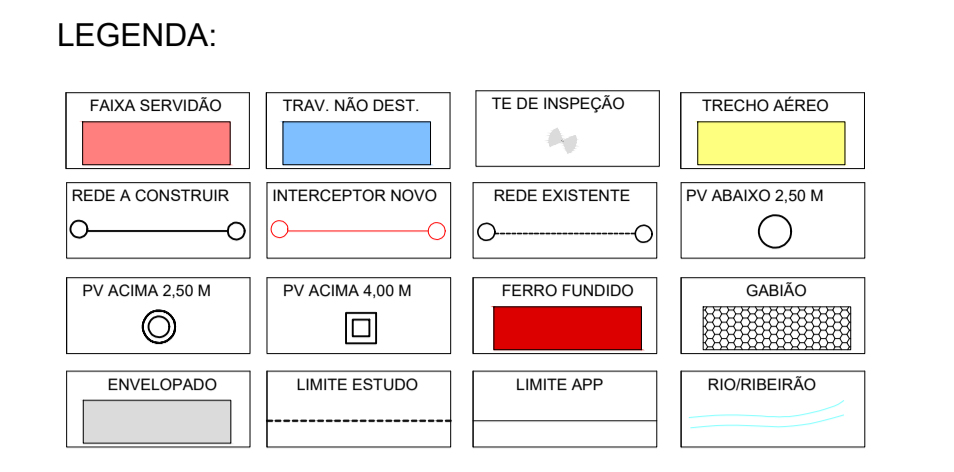 LEGENDA:
FAIXA SERVIDÃO
TRAV. NÃO DEST.
TE DE INSPEÇÃO
TRECHO AÉREO
REDE A CONSTRUIR
INTERCEPTOR NOVO
REDE EXISTENTE
PV ABAIXO 2,50 M
PV ACIMA 2,50 M
PV ACIMA 4,00 M
FERRO FUNDIDO
GABIÃO
ENVELOPADO
LIMITE ESTUDO
LIMITE APP
RIO/RIBEIRÃO